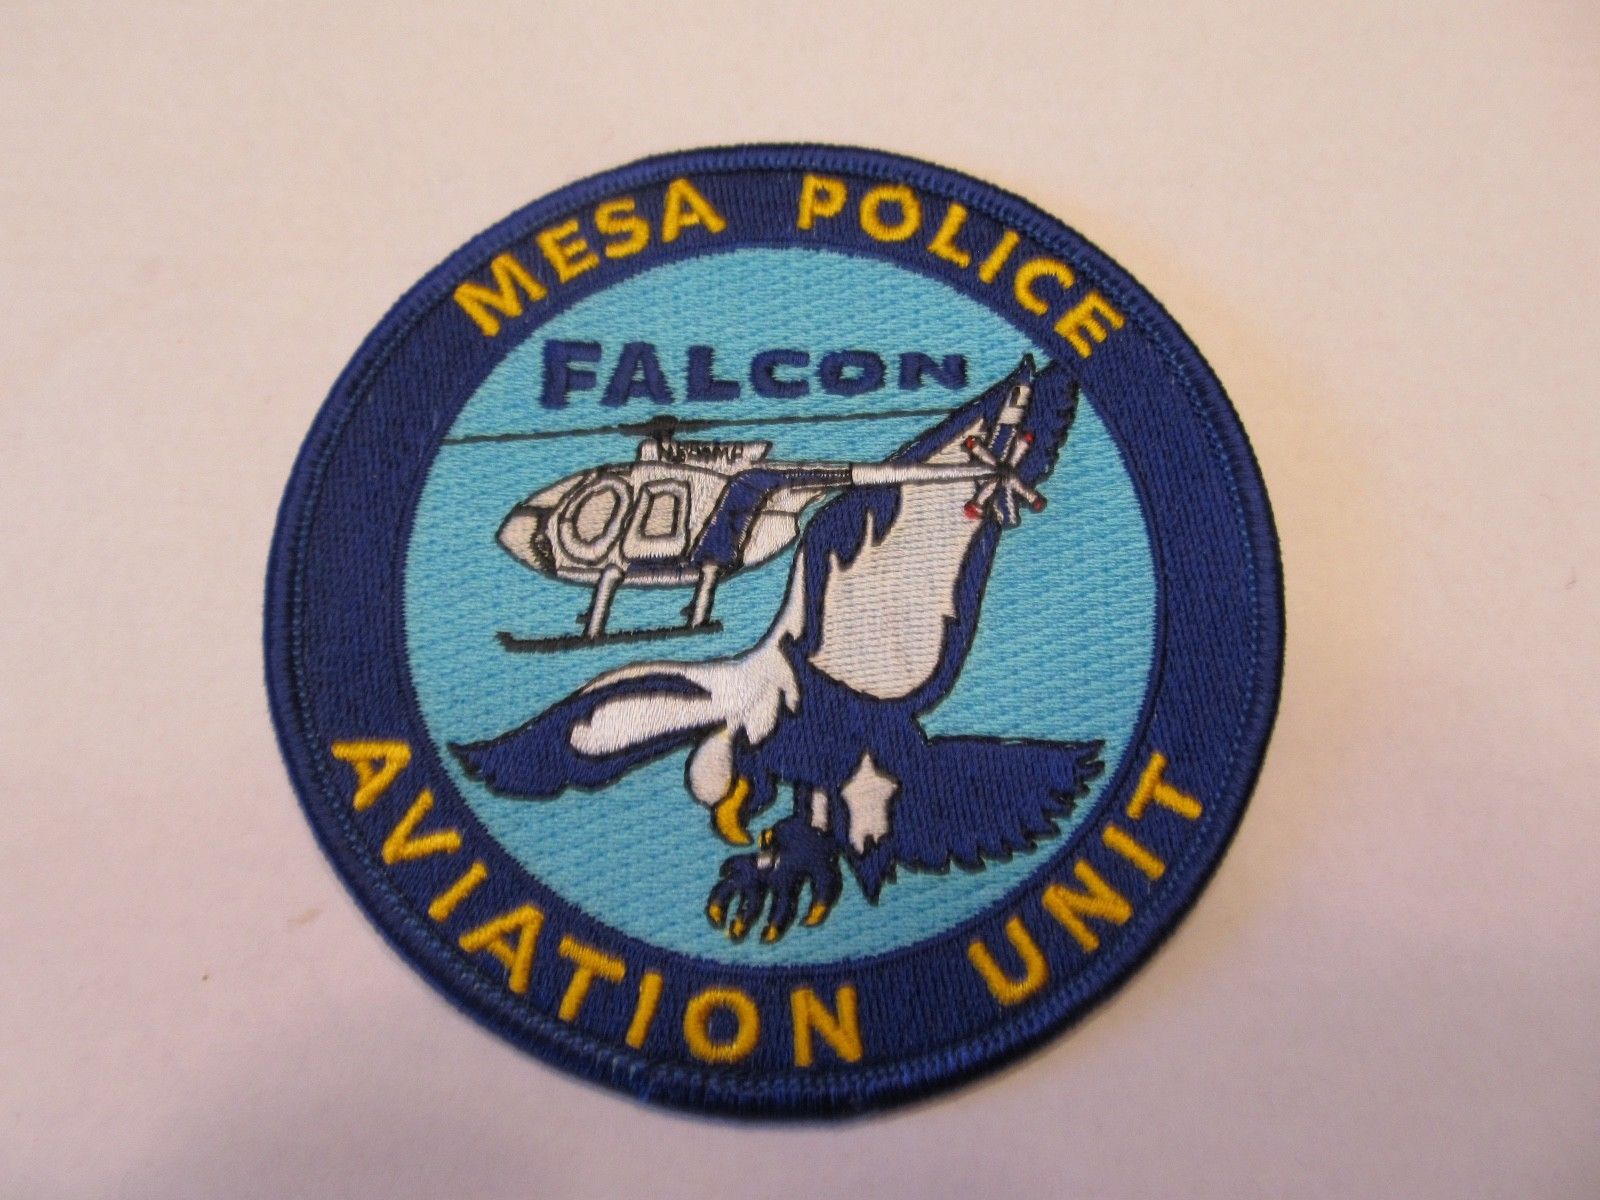 MESA POLICE
FALCON
AVIATION UNIT